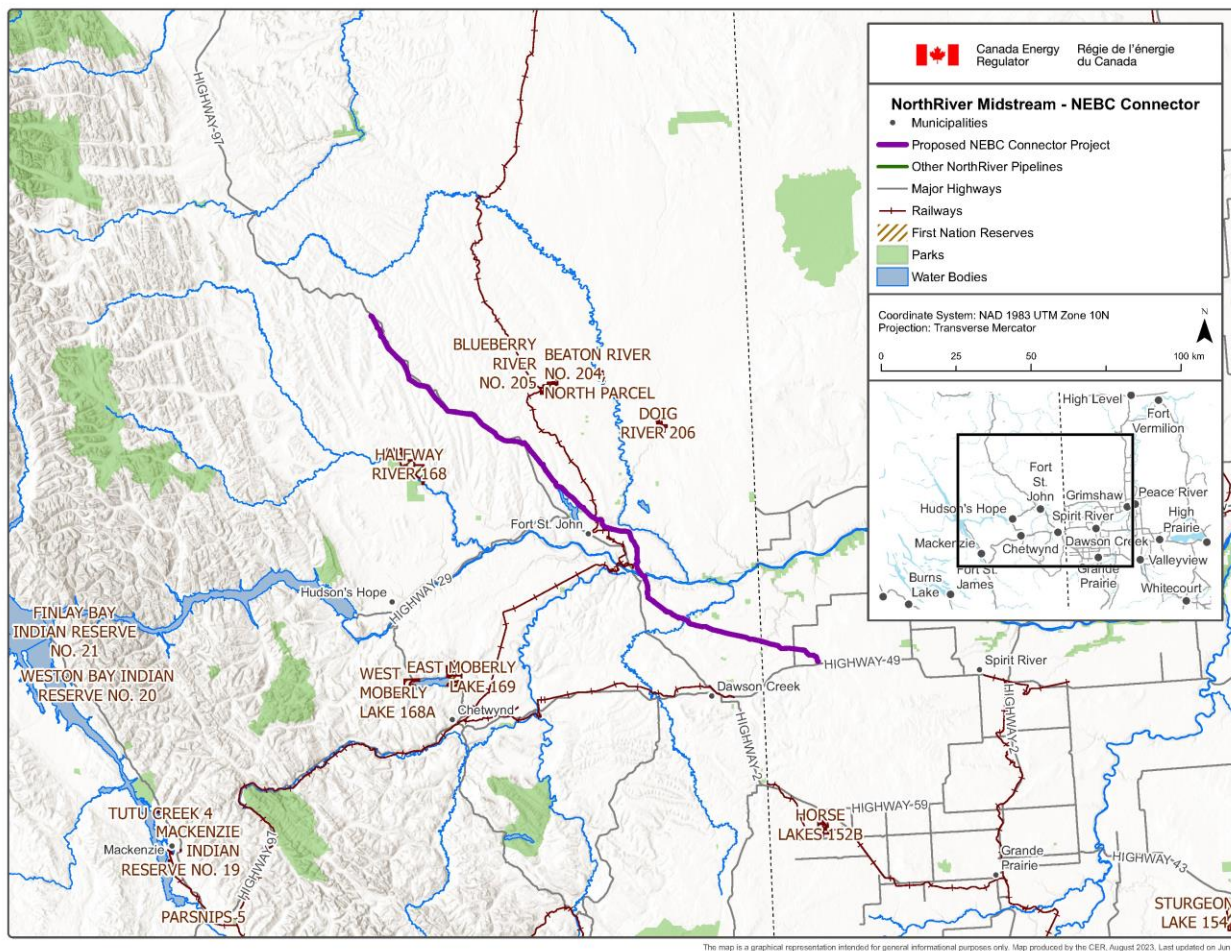 Canada Energy
Regulator
Régie de l'énergie
du Canada
NorthRiver Midstream - NEBC Connector
Municipalities
Proposed NEBC Connector Project
Other NorthRiver Pipelines
Major Highways
Railways
First Nation Reserves
Parks
Water Bodies
Coordinate System: NAD 1983 UTM Zone 10N
Projection: Transverse Mercator
N
0 25 50 100 km
High Level
Fort
Vermilion
Fort
St.
John
Grimshaw
Peace River
Hudson's Hope
Spirit River
High
Prairie
Mackenzie
Chetwynd
Dawson Creek
Valleyview
Fort St.
James
Grande
Prairie
Burns
Lake
Whitecourt
HIGHWAY-97
BLUEBERRY
RIVER
NO. 205
BEATON RIVER
NO. 204
NORTH PARCEL
DOIG
RIVER 206
HALFWAY
RIVER 168
Fort St. John
Hudson's Hope
HIGHWAY-29
FINLAY BAY
INDIAN RESERVE
NO. 21
WESTON BAY INDIAN
RESERVE NO. 20
WEST
MOBERLY
LAKE 168A
EAST MOBERLY
LAKE 169
Chetwynd
Dawson Creek
HIGHWAY-49
Spirit River
HIGHWAY-2
HIGHWAY-2
HIGHWAY-59
HORSE
LAKES 152B
Grande
Prairie
HIGHWAY-43
TUTU CREEK 4
MACKENZIE
INDIAN
RESERVE NO. 19
Mackenzie
HIGHWAY-97
PARSNIPS 5
STURGEON
LAKE 154
The map is a graphical representation intended for general informational purposes only. Map produced by the CER, August 2023. Last updated on